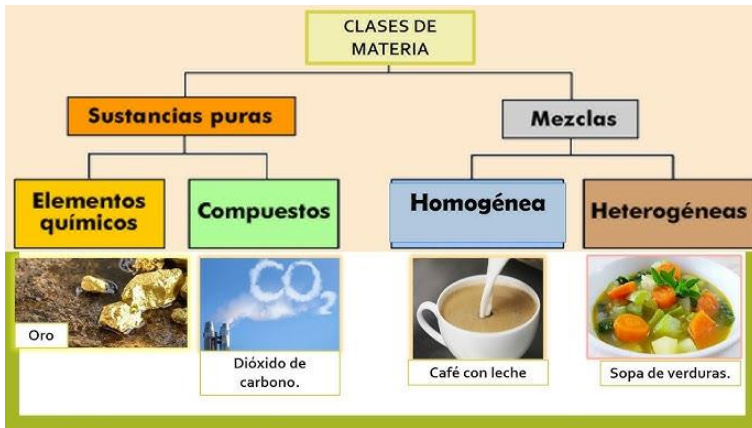 CLASES DE
MATERIA
Sustancias puras
Mezclas
Elementos
químicos
Compuestos
Homogénea
Heterogéneas
Oro
CO2
Dióxido de
carbono.
Café con leche
Sopa de verduras.